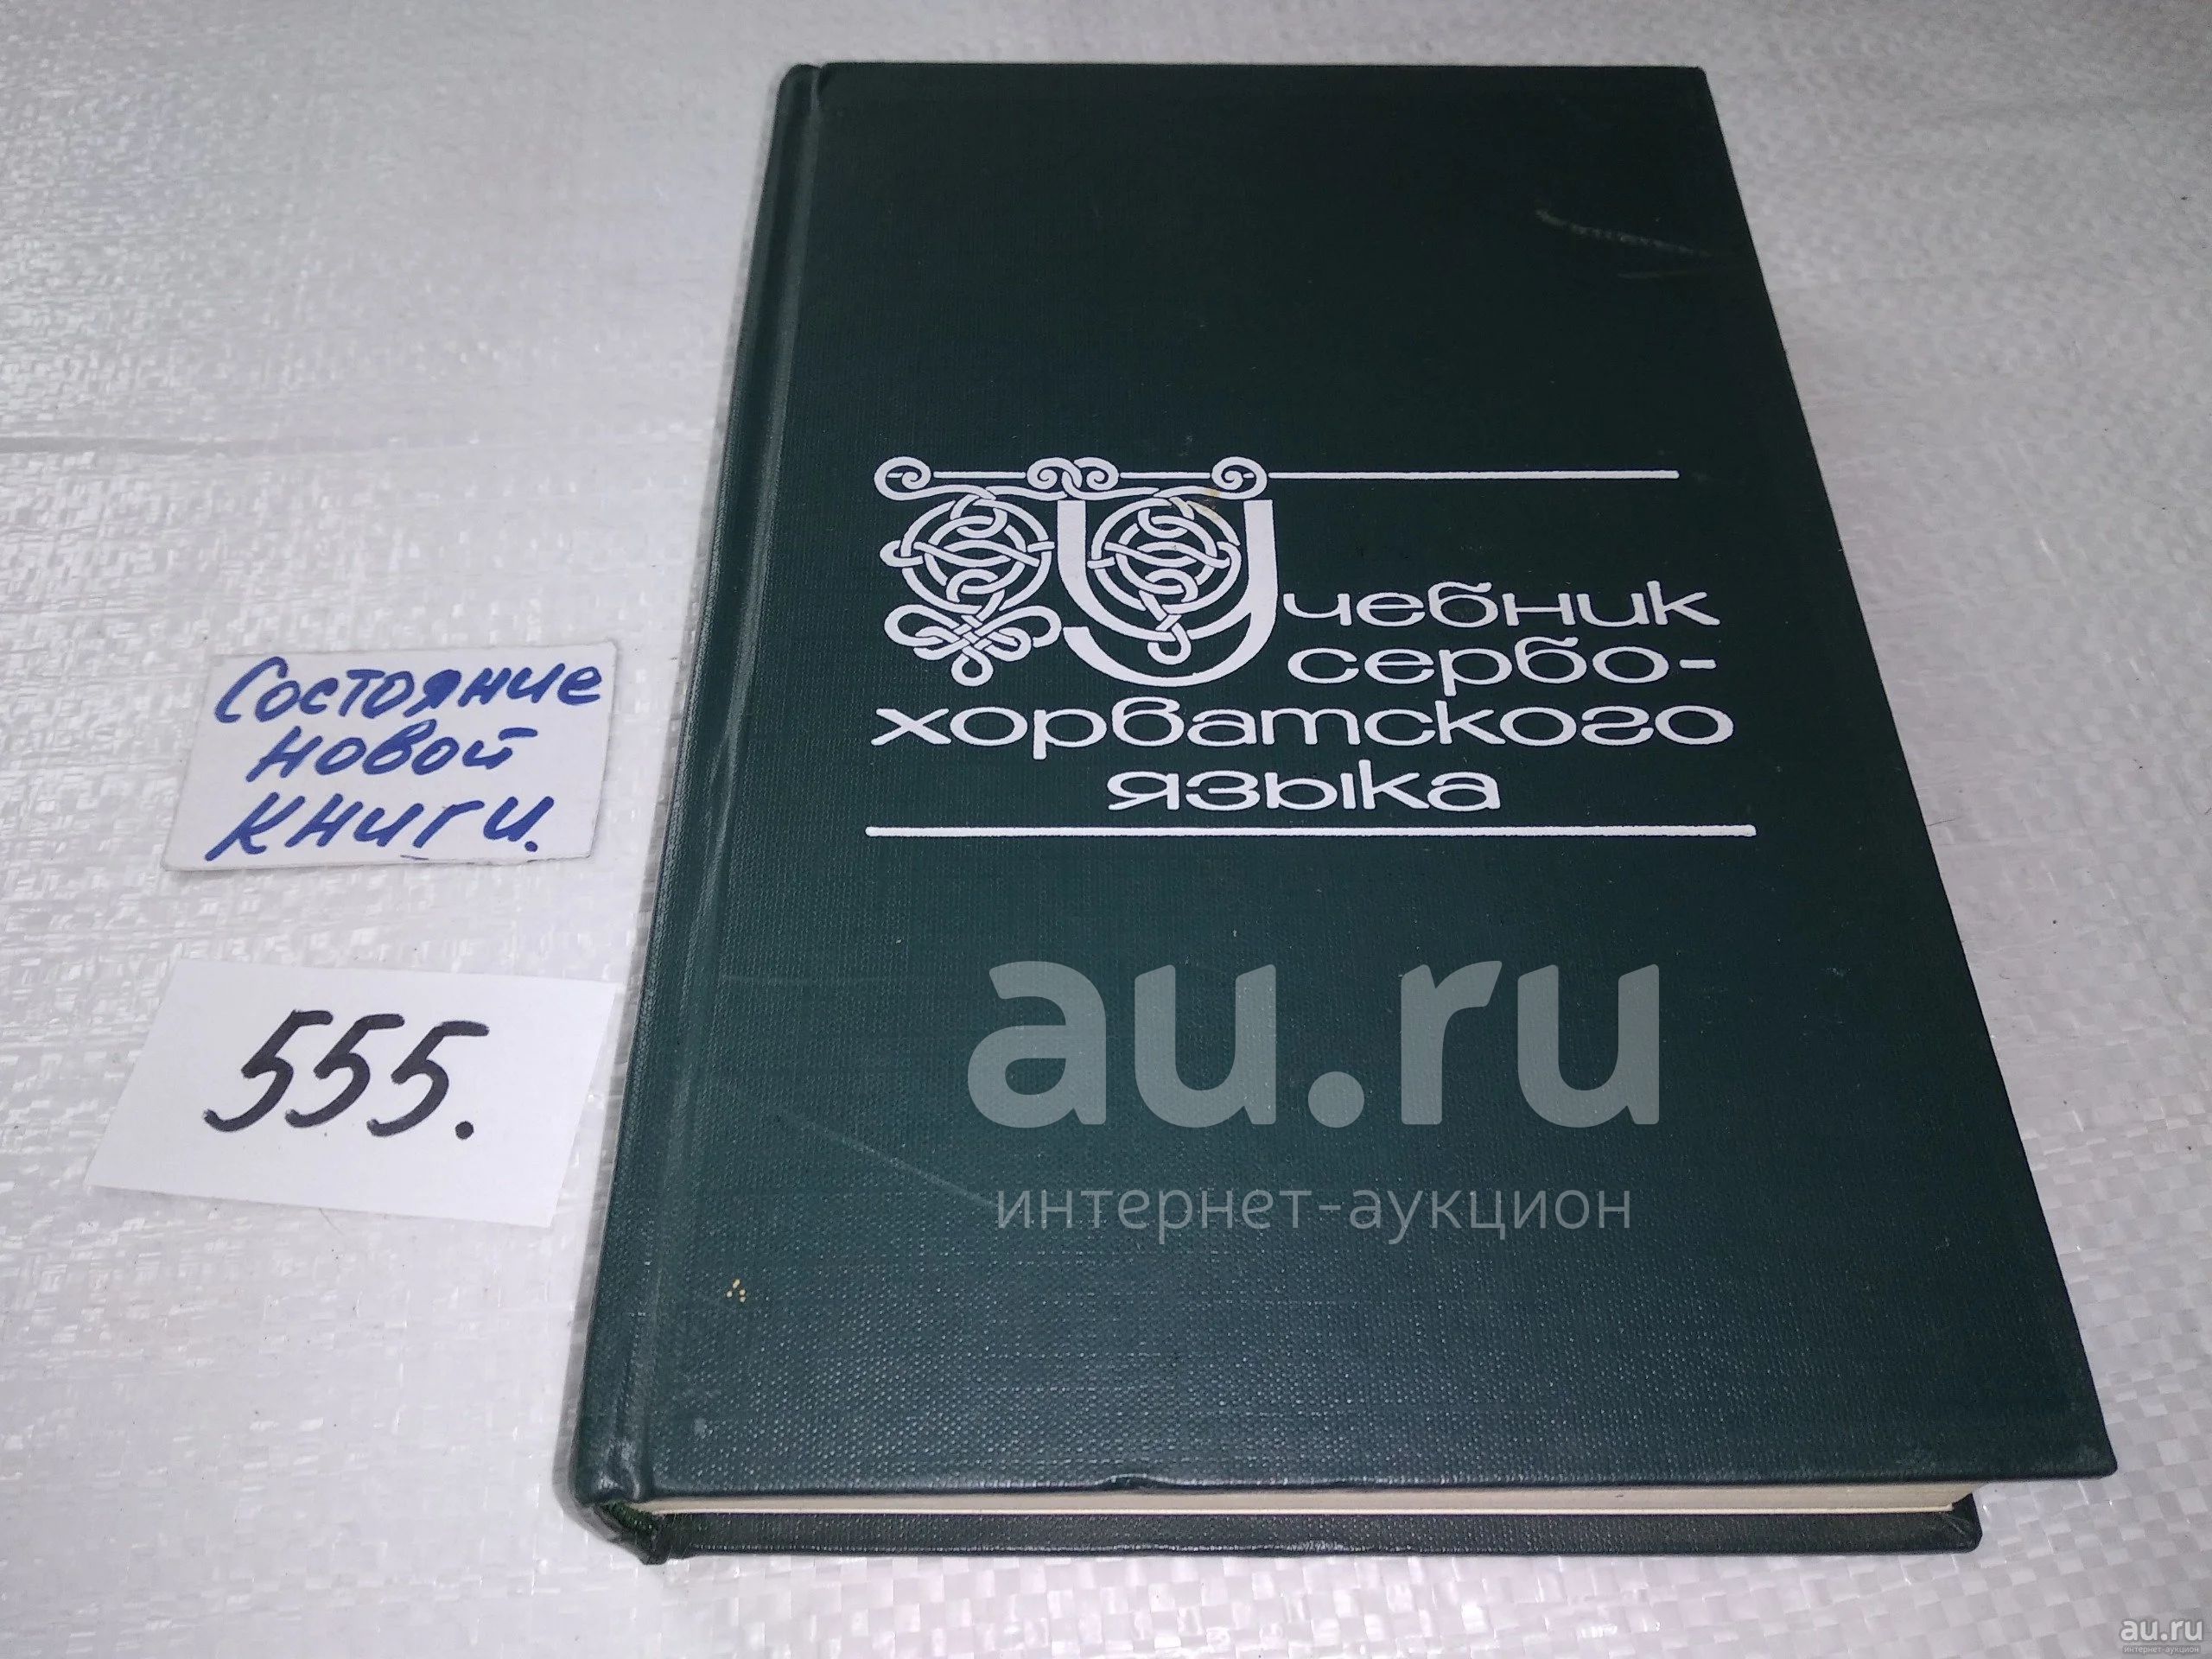 Учебник
сербо-
хорватского
языка
Состояние
новой
книги.
555.
au.ru
интернет-аукцион
au.ru
интернет-аукцион